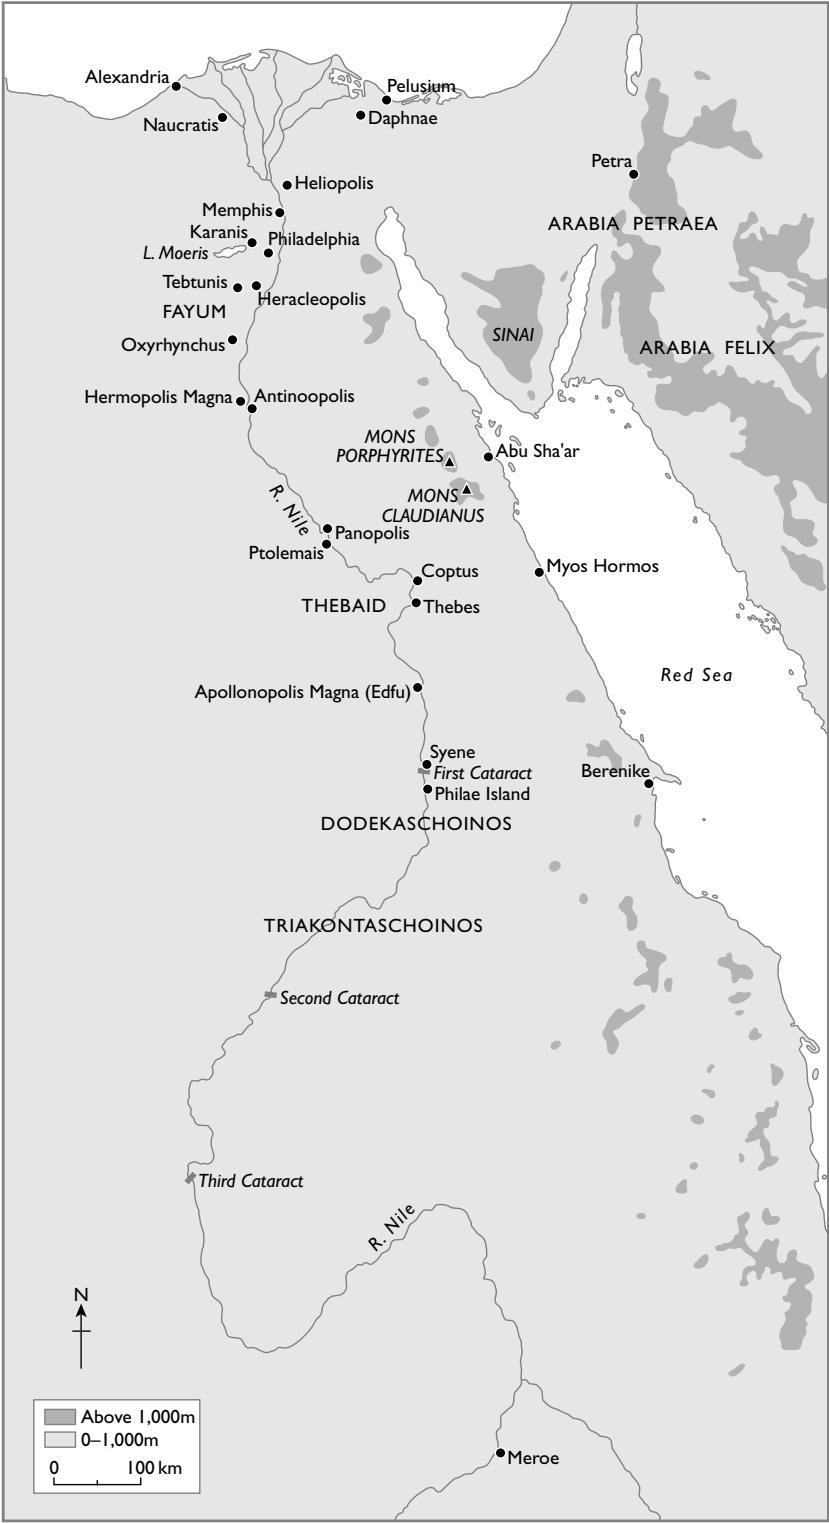 Alexandria
Pelusium
Naucratis
Daphnae
Petra
Heliopolis
Memphis
ARABIA PETRAEA
Karanis
Philadelphia
L. Moeris
Tebtunis
Heracleopolis
FAYUM
SINAI
Oxyrhynchus
ARABIA FELIX
Hermopolis Magna
Antinoopolis
MONS
PORPHYRITES
Abu Sha'ar
MONS
CLAUDIANUS
R. Nile
Panopolis
Ptolemais
Coptus
Myos Hormos
THEBAID
Thebes
Red Sea
Apollonopolis Magna (Edfu)
Syene
First Cataract
Berenike
Philae Island
DODEKASCHOINOS
TRIAKONTASCHOINOS
Second Cataract
Third Cataract
R. Nile
N
Above 1,000m
0–1,000m
0 100 km
Meroe